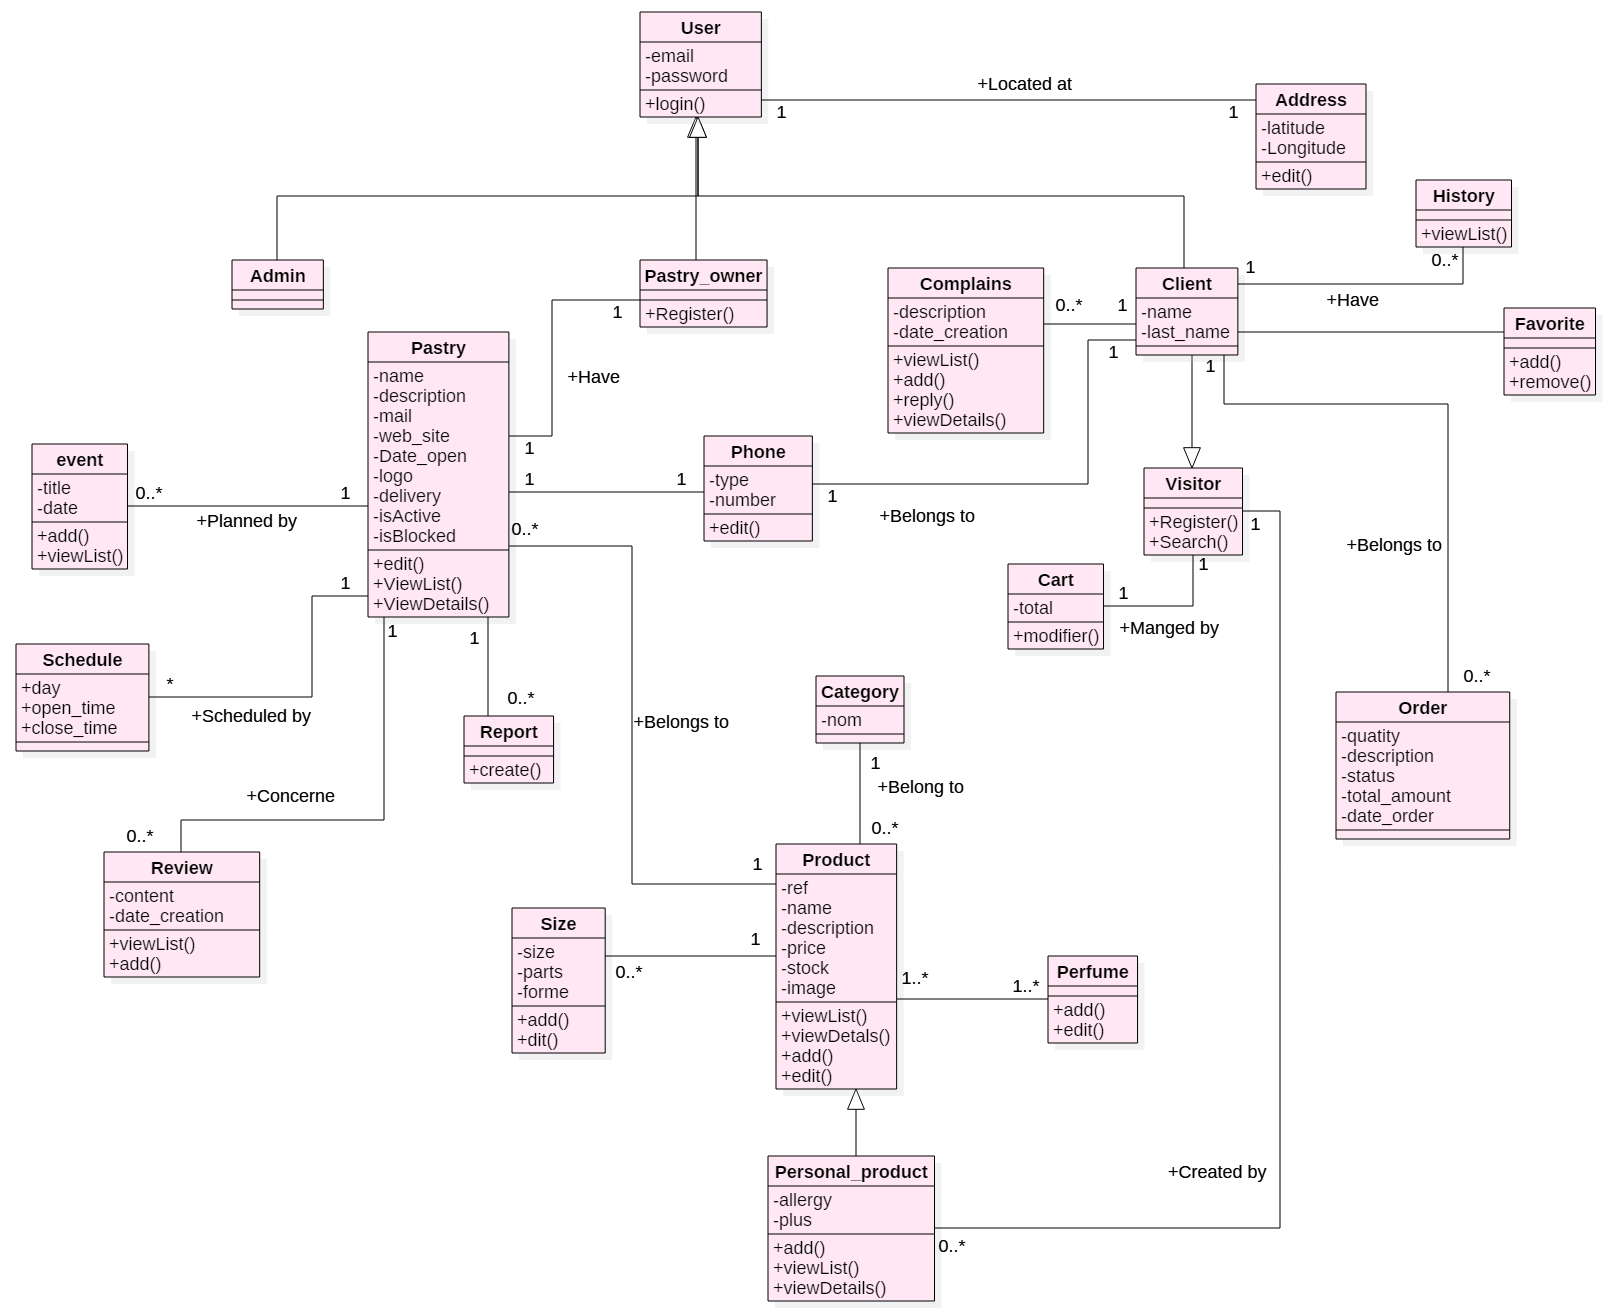 User
-email
-password
+login()
+Located at
1
1
Address
-latitude
-Longitude
+edit()
History
+viewList()
0..*
1
+Have
Admin
Pastry_owner
+Register()
1
+Have
1
Complains
-description
-date_creation
+viewList()
+add()
+reply()
+viewDetails()
0..*
1
Client
-name
-last_name
1
1
Favorite
+add()
+remove()
Pastry
-name
-description
-mail
-web_site
-Date_open
-logo
-delivery
-isActive
-isBlocked
+edit()
+ViewList()
+ViewDetails()
event
-title
-date
+add()
+viewList()
0..*
1
+Planned by
1
1
Phone
-type
-number
+edit()
1
+Belongs to
Visitor
+Register()
+Search()
1
1
Cart
-total
+modifier()
1
+Manged by
+Belongs to
0..*
0..*
1
Schedule
+day
+open_time
+close_time
*
+Scheduled by
1
1
0..*
Report
+create()
+Belongs to
Category
-nom
1
+Belong to
0..*
Order
-quatity
-description
-status
-total_amount
-date_order
+Concerne
0..*
Review
-content
-date_creation
+viewList()
+add()
1
Product
-ref
-name
-description
-price
-stock
-image
+viewList()
+viewDetals()
+add()
+edit()
Size
-size
-parts
-forme
+add()
+dit()
1
0..*
1..*
1..*
Perfume
+add()
+edit()
+Created by
Personal_product
-allergy
-plus
+add()
+viewList()
+viewDetails()
0..*